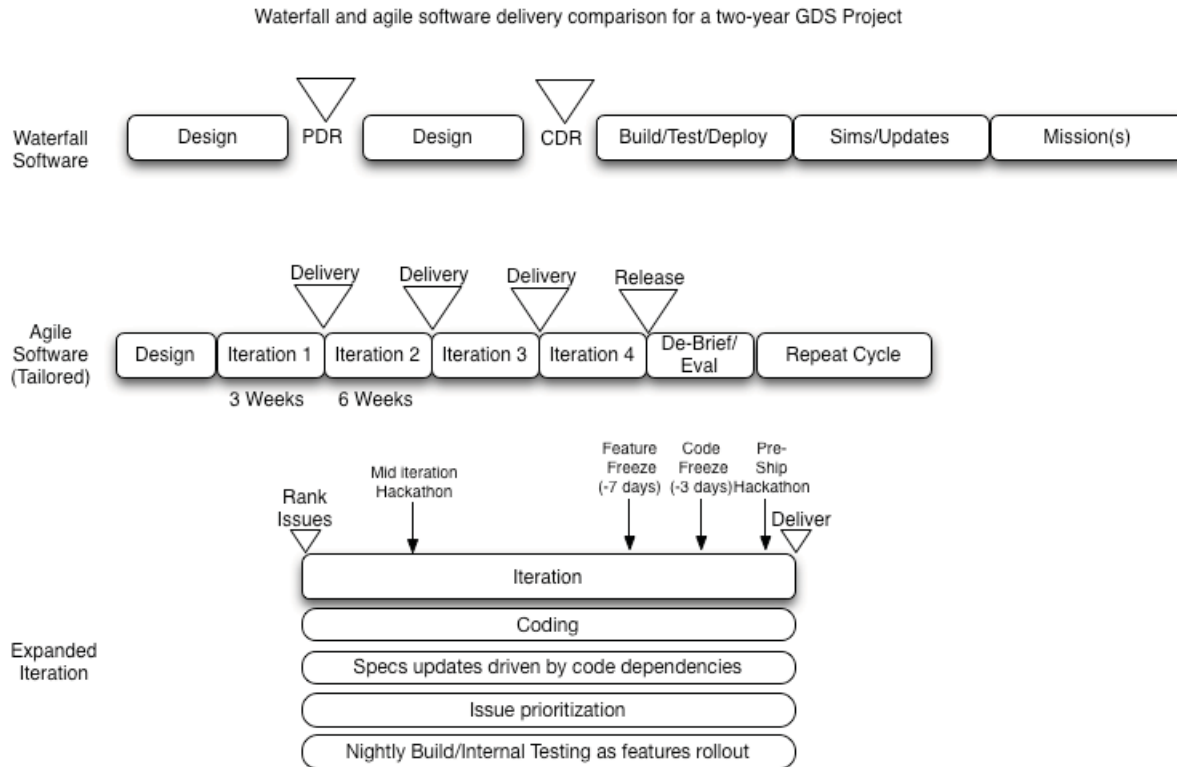 Waterfall and agile software delivery comparison for a two-year GDS Project
Waterfall
Software
Design
PDR
Design
CDR
Build/Test/Deploy
Sims/Updates
Mission(s)
Delivery
Delivery
Delivery
Release
Agile
Software
(Tailored)
Design
Iteration 1
Iteration 2
Iteration 3
Iteration 4
De-Brief/
Eval
Repeat Cycle
3 Weeks
6 Weeks
Rank
Issues
Mid iteration
Hackathon
Feature
Freeze
(-7 days)
Code
Freeze
(-3 days)
Pre-
Ship
Hackathon
Deliver
Expanded
Iteration
Iteration
Coding
Specs updates driven by code dependencies
Issue prioritization
Nightly Build/Internal Testing as features rollout